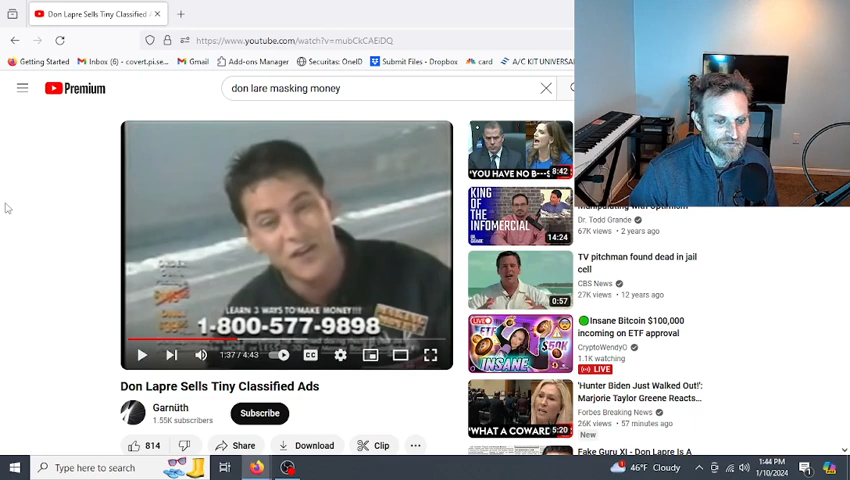 Don Lapre Sells Tiny Classified A
https://www.youtube.com/watch?v=mubCkCAEiDQ
Getting Started
Inbox (6) - covert.pi.se...
Gmail
Add-ons Manager
Securitas: OneID
Submit Files - Dropbox
card
A/C KIT UNIVERSA
Premium
don lare masking money
LEARN 3 WAYS TO MAKE MONEY!!!
1-800-577-9898
1:37 / 4:43
CC
Don Lapre Sells Tiny Classified Ads
Garnüth
1.55K subscribers
Subscribe
814
Share
Download
Clip
"YOU HAVE NO B---S
8:42
KING
OF THE
INFOMERCIAL
14:24
Manipulating with Optimism
Dr. Todd Grande
67K views • 2 years ago
0:57
TV pitchman found dead in jail
cell
CBS News
27K views • 12 years ago
LIVE
ETF
$50K
INSANE
Insane Bitcoin $100,000
incoming on ETF approval
CryptoWendyO
1.1K watching
LIVE
"WHAT A COWARD"
5:20
'Hunter Biden Just Walked Out!':
Marjorie Taylor Greene Reacts...
Forbes Breaking News
26K views • 57 minutes ago
New
Fake Guru XI - Don Lapre Is A
Type here to search
46°F Cloudy
1:44 PM
1/10/2024